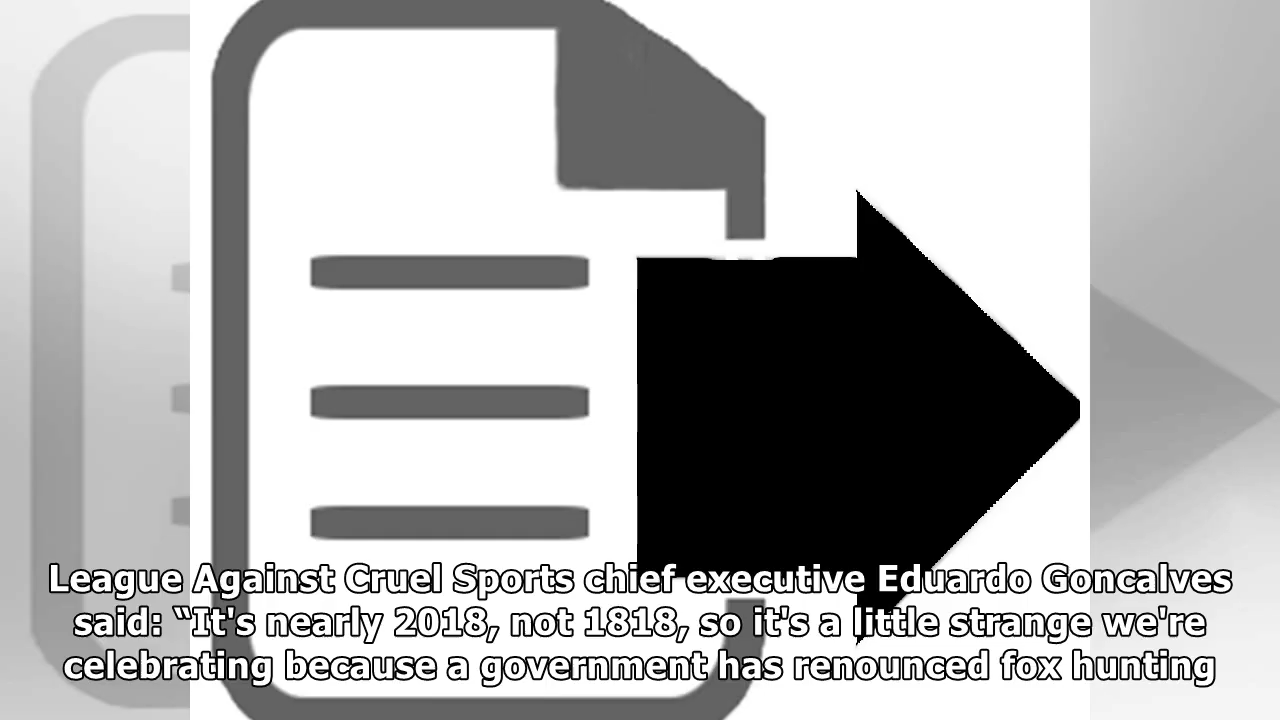 League Against Cruel Sports chief executive Eduardo Goncalves
said: “It's nearly 2018, not 1818, so it's a little strange we're
celebrating because a government has renounced fox hunting